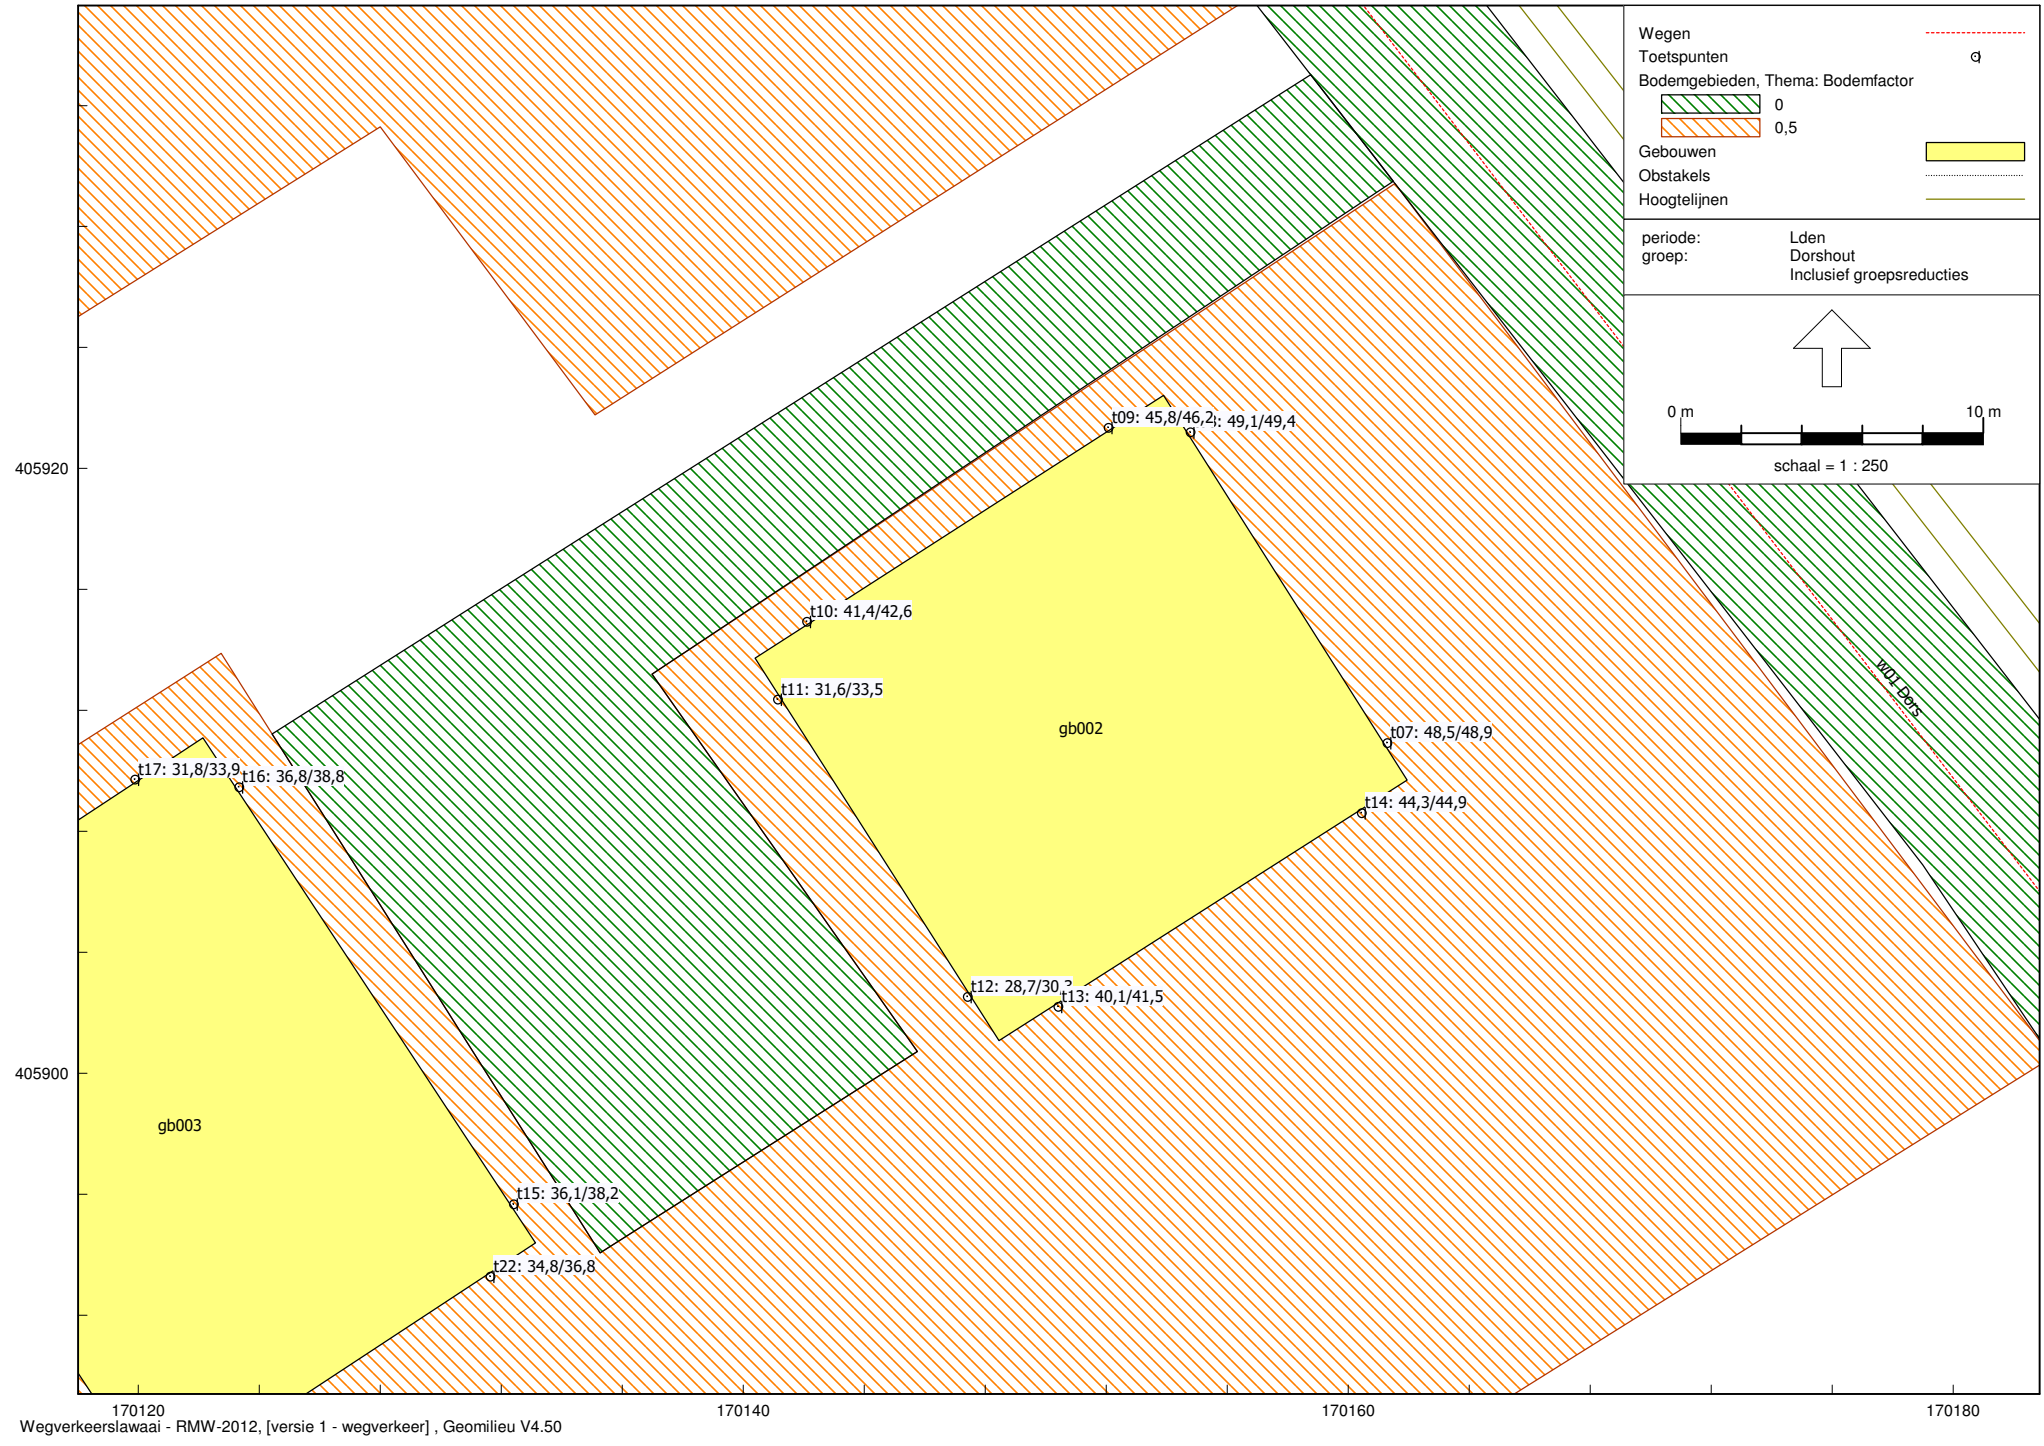 Wegen
Toetspunten
Bodemgebieden, Thema: Bodemfactor
0
0,5
Gebouwen
Obstakels
Hoogtelijnen
periode: Lden
groep: Dorshout
Inclusief groepsreducties
0 m 10 m
schaal = 1 : 250
t09: 45,8/46,2
: 49,1/49,4
405920
t10: 41,4/42,6
t11: 31,6/33,5
w01 Dors
gb002
t07: 48,5/48,9
t17: 31,8/33,9
t16: 36,8/38,8
t14: 44,3/44,9
t12: 28,7/30,3
t13: 40,1/41,5
405900
gb003
t15: 36,1/38,2
t22: 34,8/36,8
170120 170140 170160 170180
Wegverkeerslawaai - RMW-2012, [versie 1 - wegverkeer] , Geomilieu V4.50